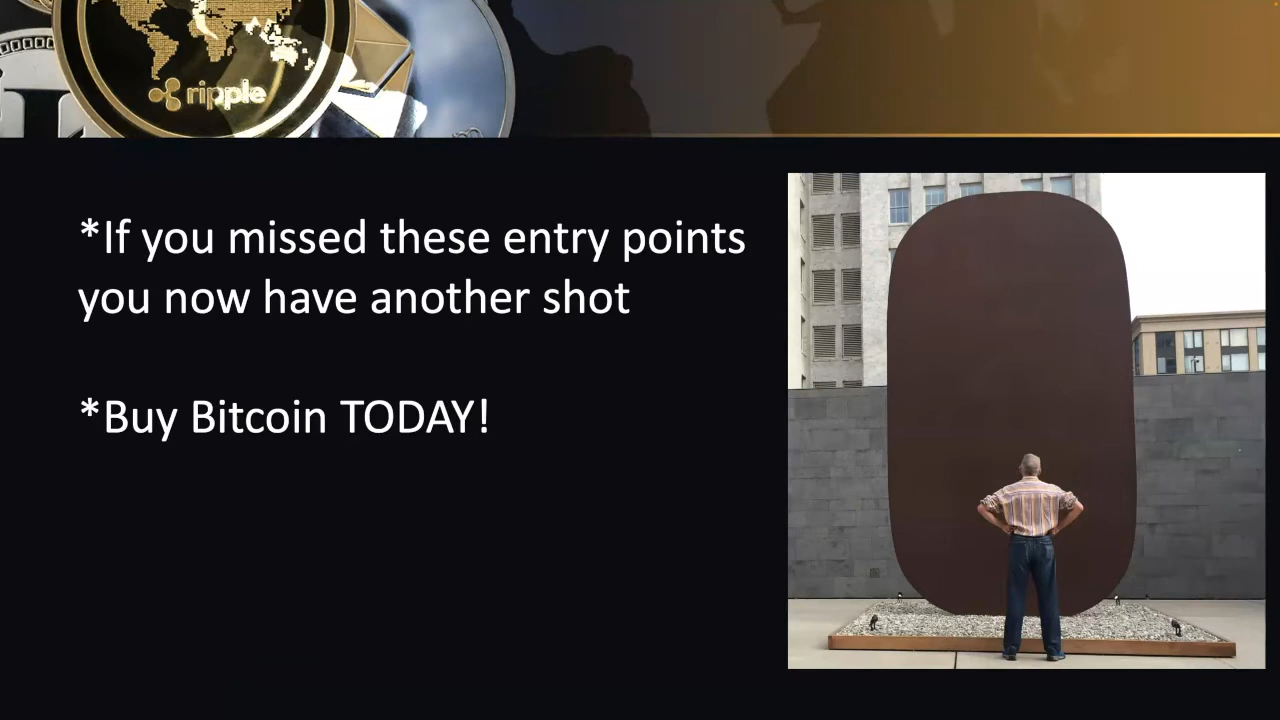 ripple
*If you missed these entry points
you now have another shot
*Buy Bitcoin TODAY!